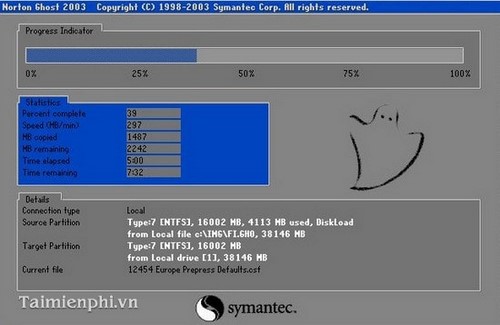 Norton Ghost 2003 Copyright (C) 1998-2003 Symantec Corp. All rights reserved.
Progress Indicator
0% 25% 50% 75% 100%
Statistics
Percent complete 39
Speed (MB/min) 297
MB copied 1487
MB remaining 2242
Time elapsed 5:00
Time remaining 7:32
Details
Connection type Local
Source Partition Type:7 [NTFS], 16002 MB, 4113 MB used, DiskLoad
from Local file c:\IMG\FI.GHO, 38146 MB
Target Partition Type:7 [NTFS], 16002 MB
from Local drive [1], 38146 MB
Current file 12454 Europe Prepress Defaults.csf
Taimienphi.vn
symantec.